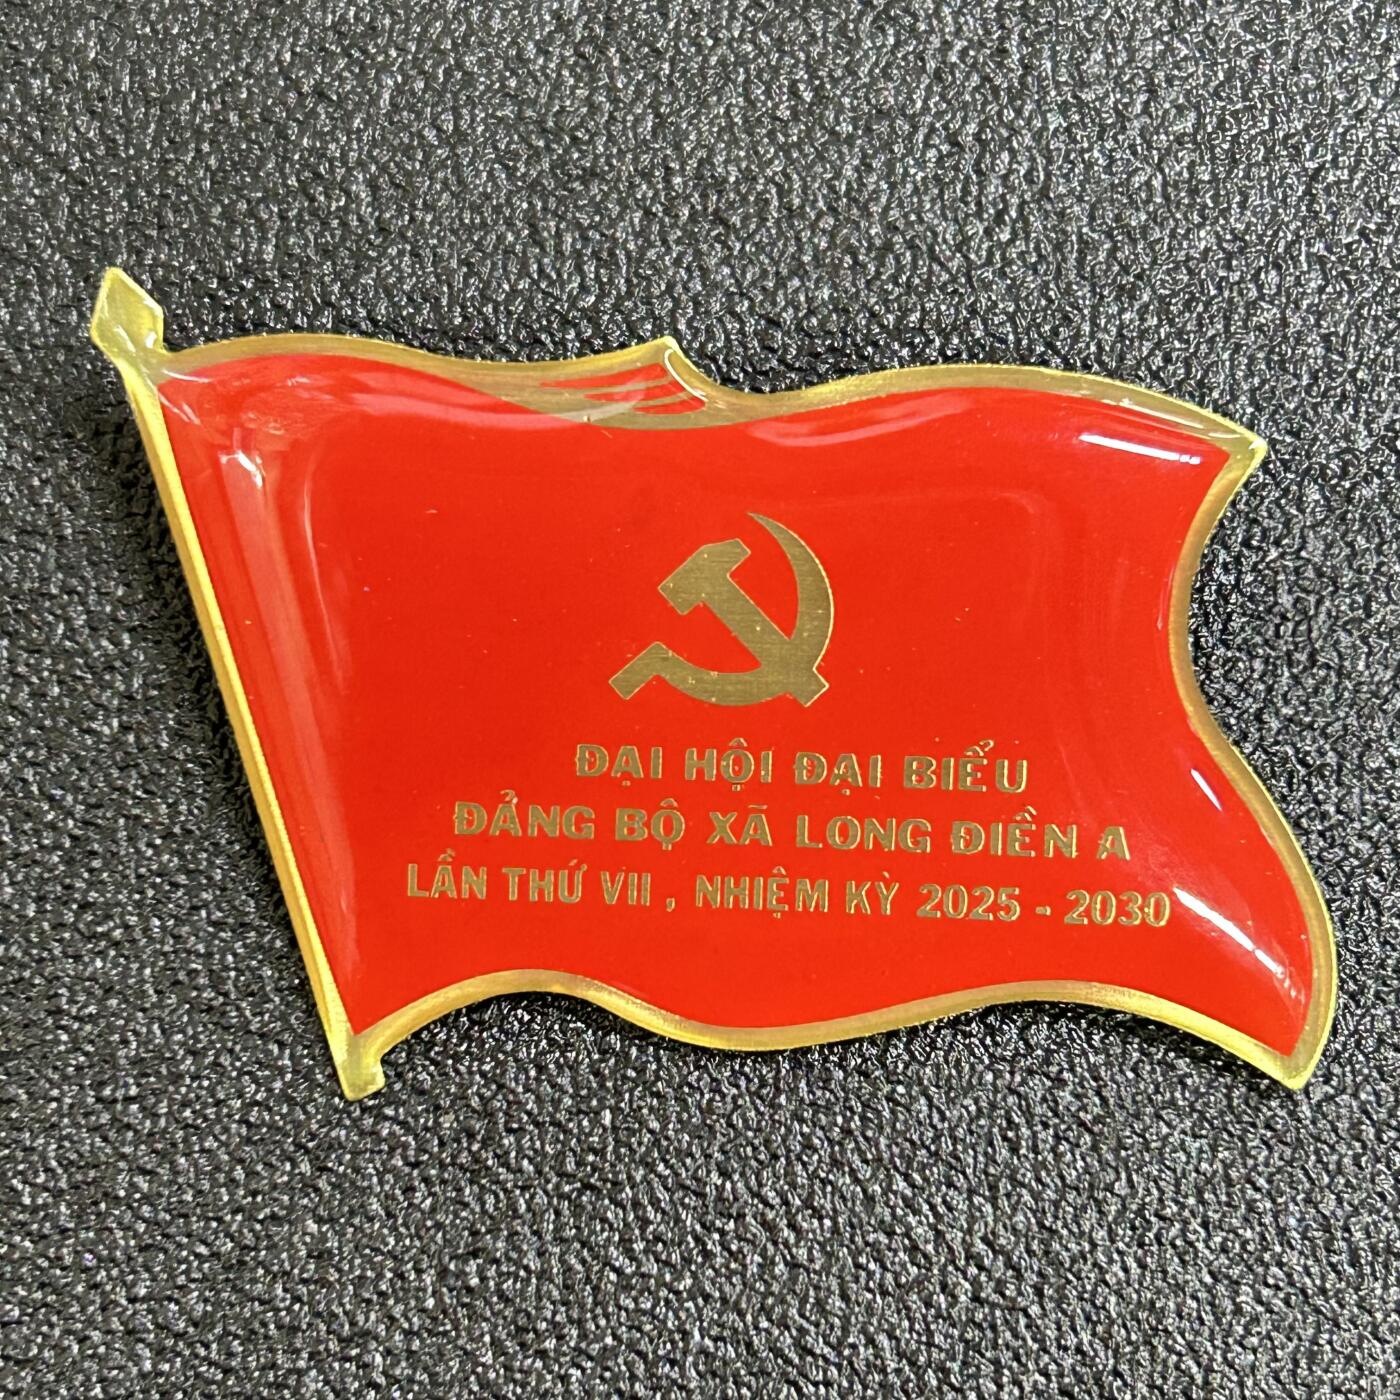 ĐẠI HỘI ĐẠI BIỂU
ĐẢNG BỘ XÃ LONG ĐIỀN A
LẦN THỨ VII , NHIỆM KỲ 2025 - 2030